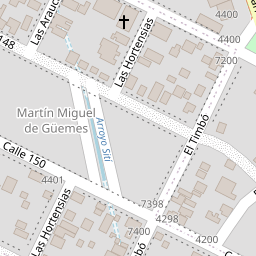 4400
Las Arauc
Las Hortensias
4400
7200
148
El Timbó
Martín Miguel
de Güemes
Arroyo Sití
Calle 150
4401
Las Hortensias
7398
4298
7400
4200
bó
C